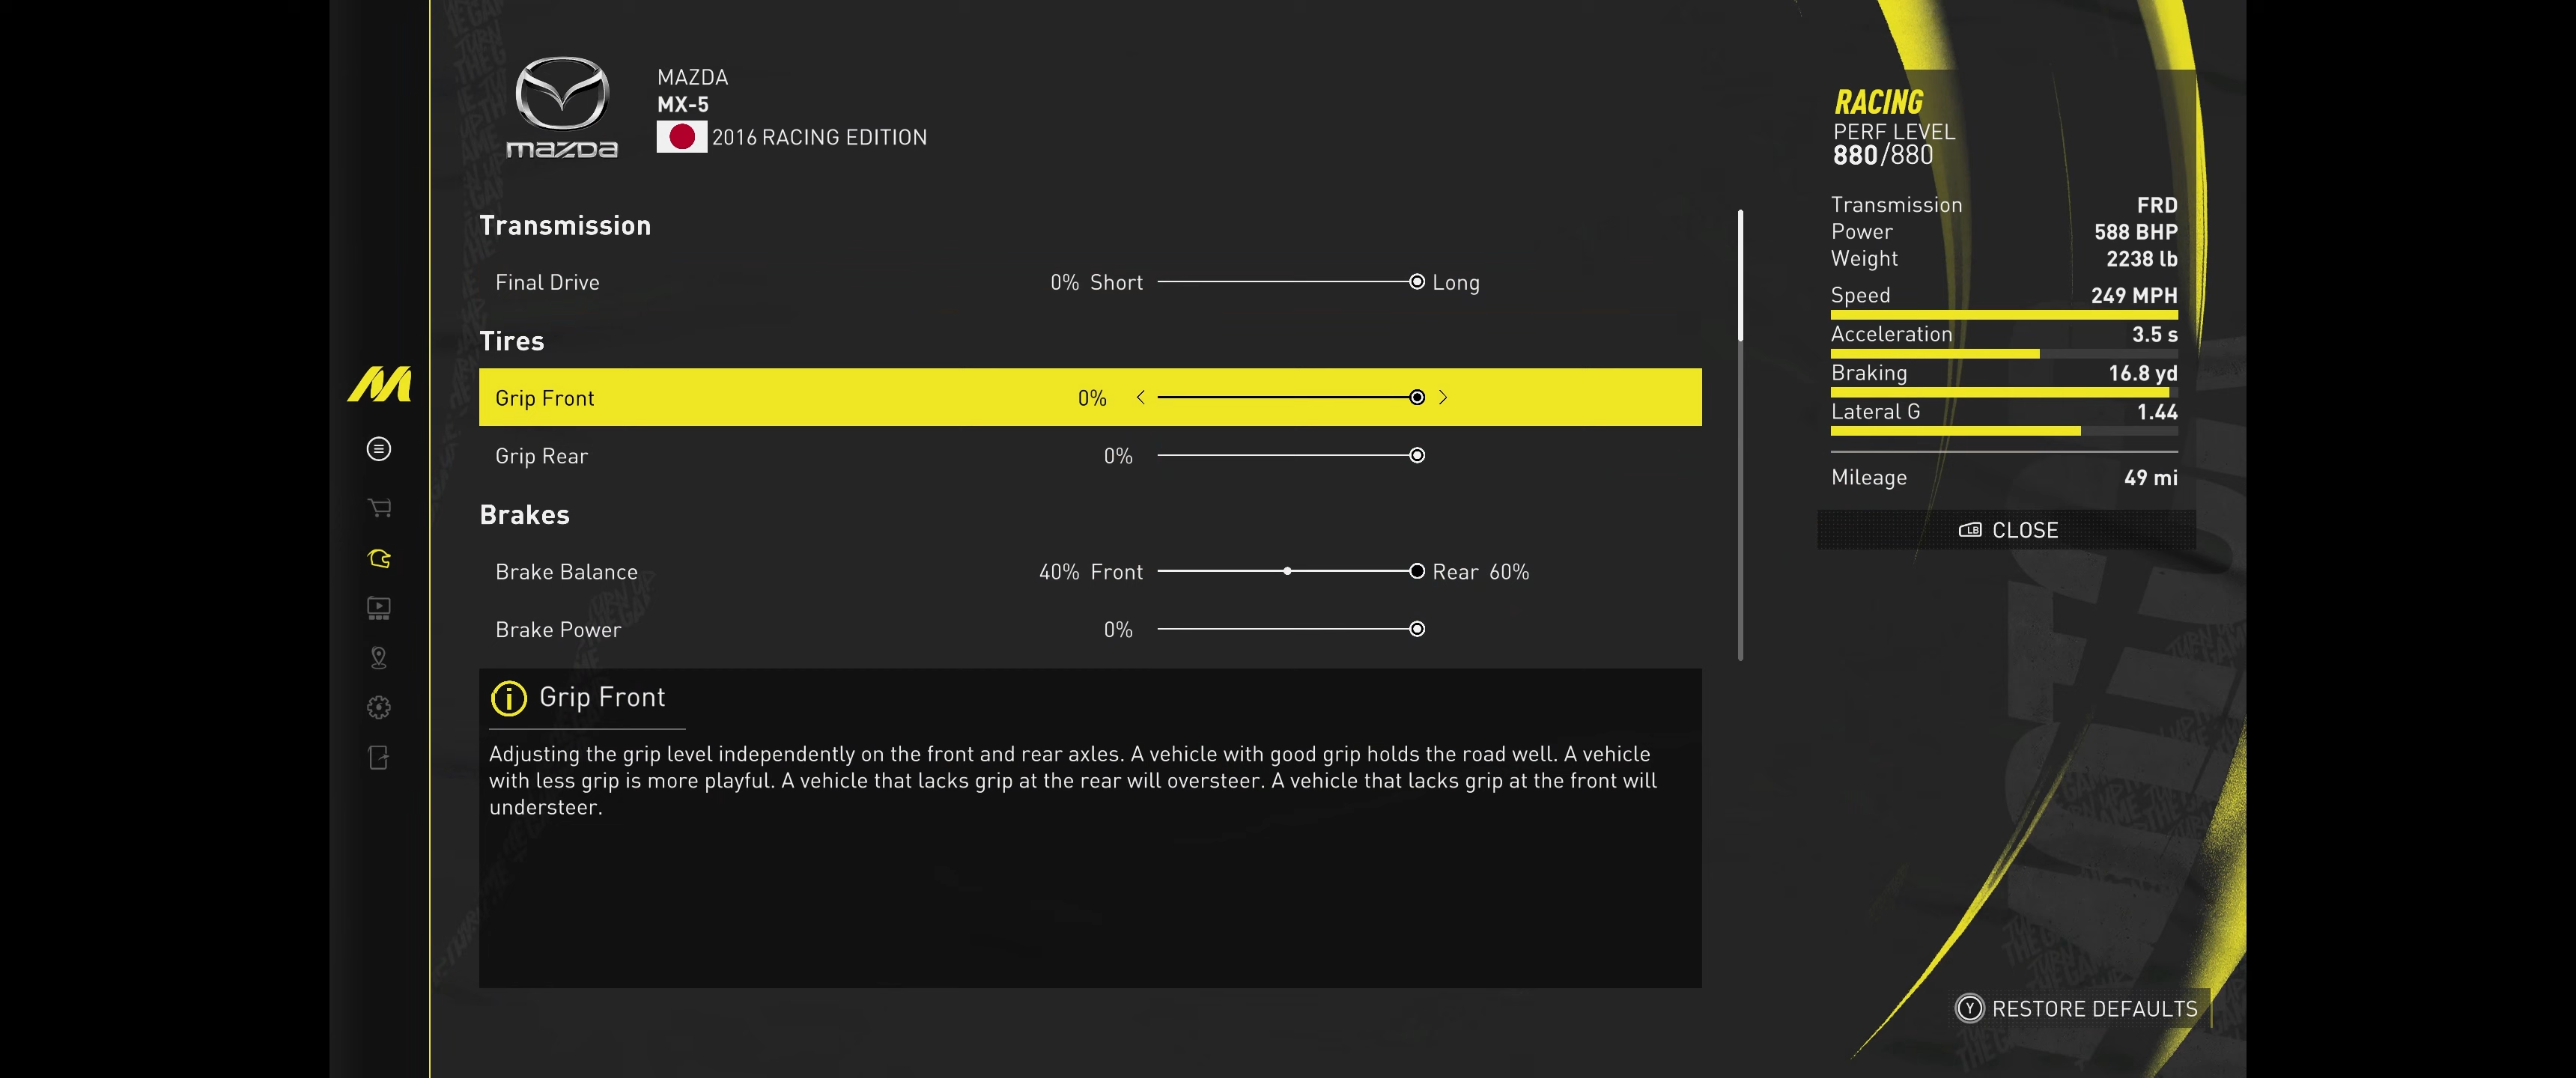 mazda
MAZDA
MX-5
2016 RACING EDITION
Transmission
Final Drive 0% Short Long
Tires
Grip Front 0%
Grip Rear 0%
Brakes
Brake Balance 40% Front Rear 60%
Brake Power 0%
Grip Front
Adjusting the grip level independently on the front and rear axles. A vehicle with good grip holds the road well. A vehicle
with less grip is more playful. A vehicle that lacks grip at the rear will oversteer. A vehicle that lacks grip at the front will
understeer.
RACING
PERF LEVEL
880/880
Transmission FRD
Power 588 BHP
Weight 2238 lb
Speed 249 MPH
Acceleration 3.5 s
Braking 16.8 yd
Lateral G 1.44
Mileage 49 mi
LB CLOSE
Y RESTORE DEFAULTS